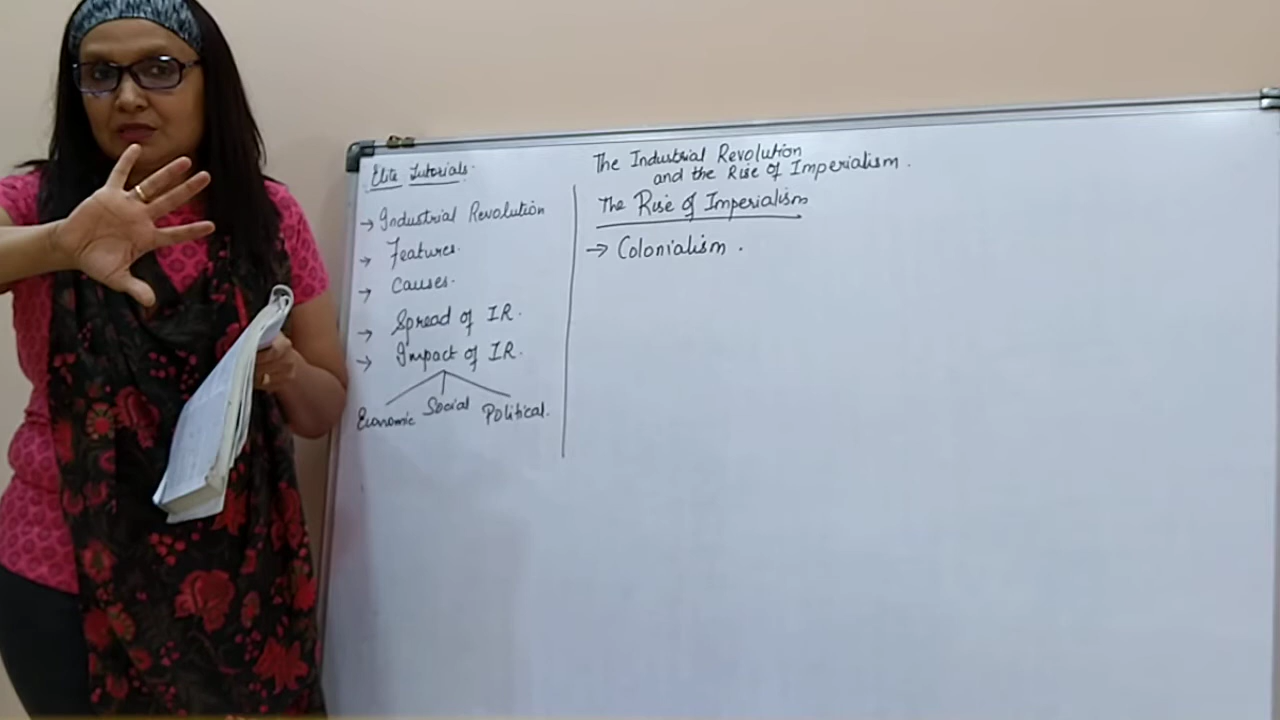 Elite Tutorials.
→ Industrial Revolution
→ Features.
→ Causes.
→ Spread of IR.
→ Impact of IR.
Economic Social Political.
The Industrial Revolution
and the Rise of Imperialism.
The Rise of Imperialism
→ Colonialism.